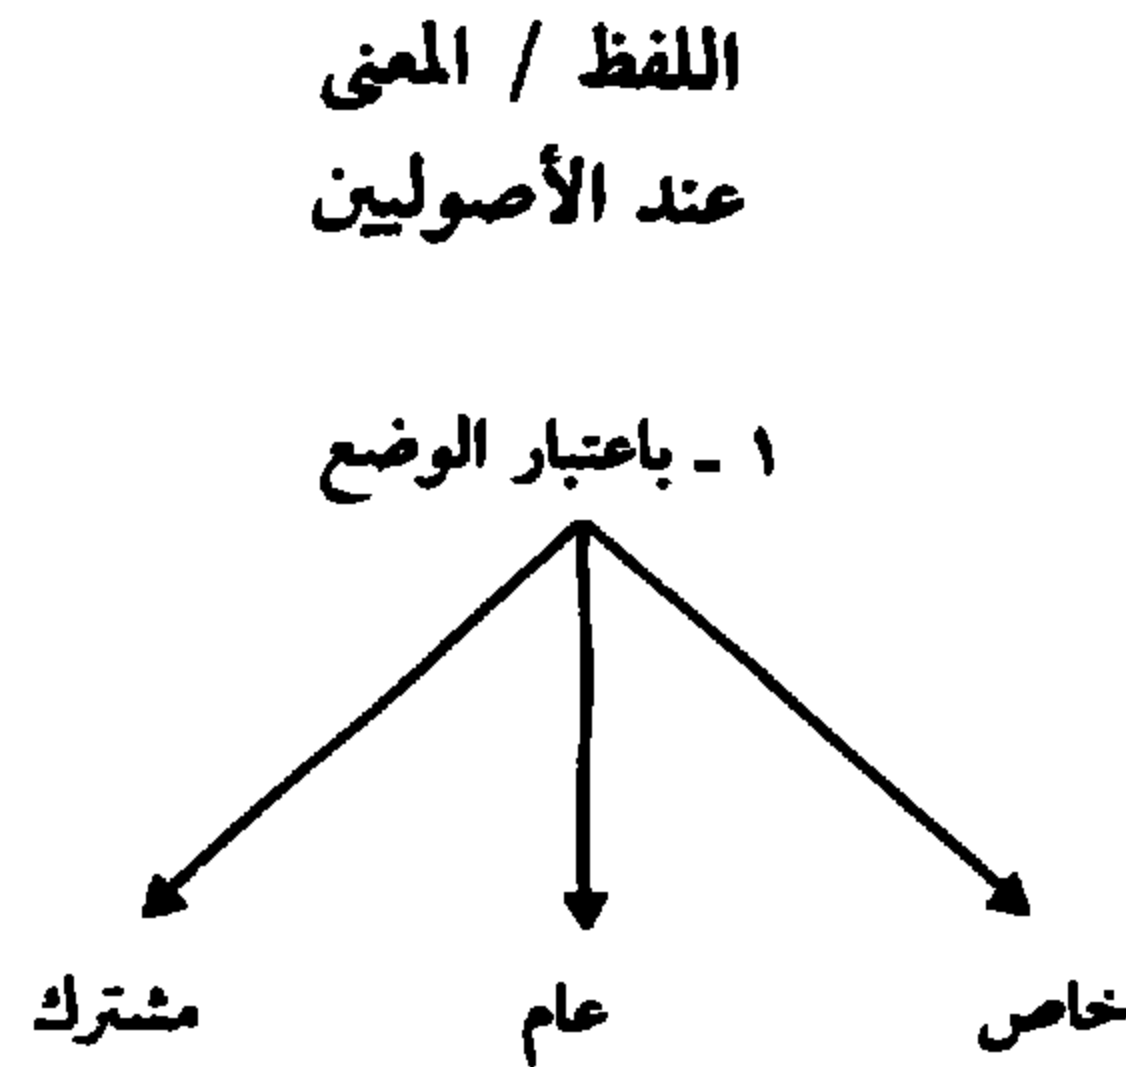 اللفظ / المعنى
عند الأصوليين
١ - باعتبار الوضع
خاص
عام
مشترك